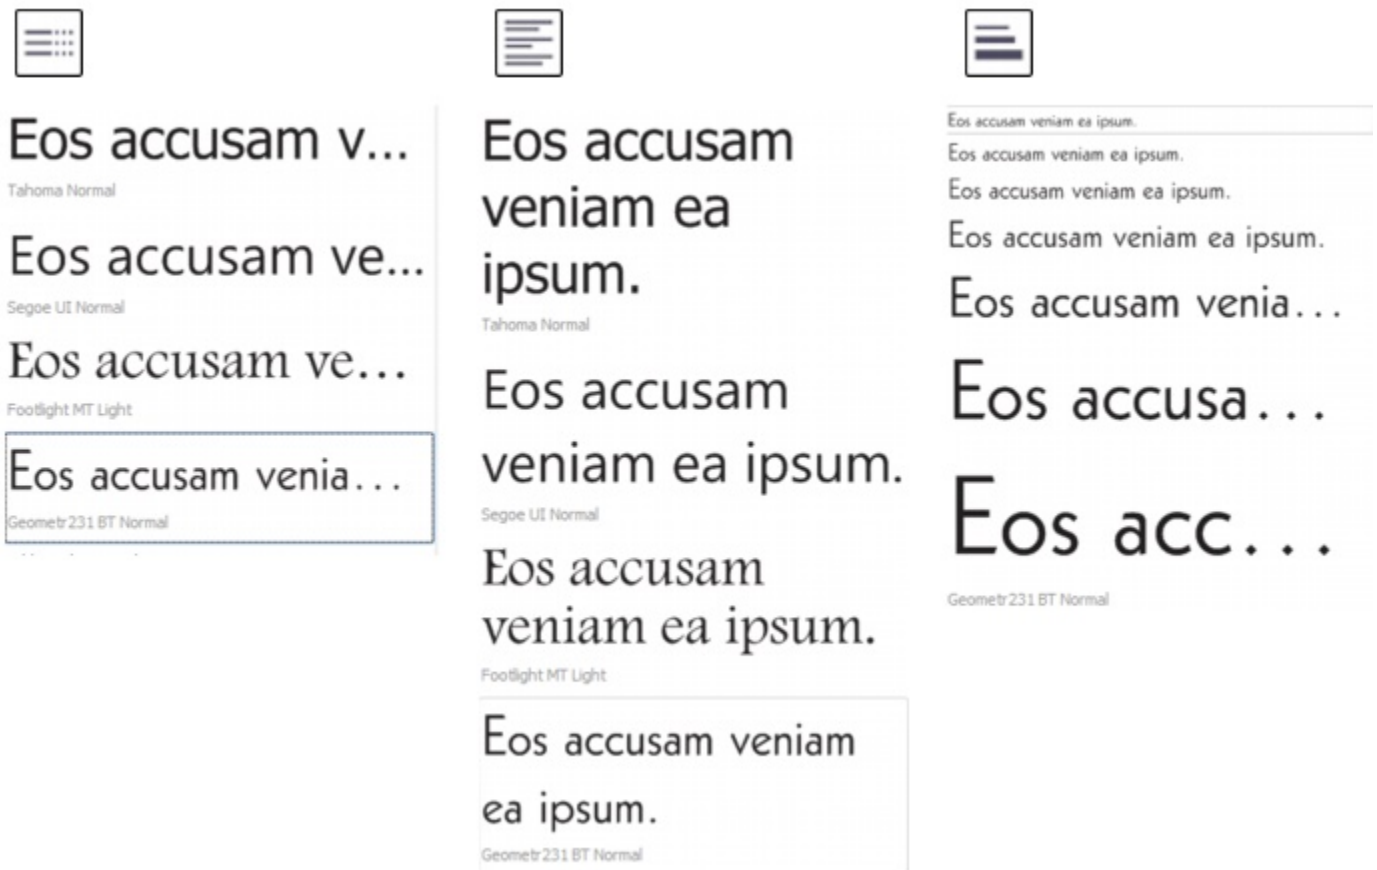 Eos accusam v...
Tahoma Normal
Eos accusam ve...
Segoe UI Normal
Eos accusam ve...
Footlight MT Light
Eos accusam venia...
Geometr231 BT Normal
Eos accusam
veniam ea
ipsum.
Tahoma Normal
Eos accusam
veniam ea ipsum.
Segoe UI Normal
Eos accusam
veniam ea ipsum.
Footlight MT Light
Eos accusam veniam
ea ipsum.
Geometr231 BT Normal
Eos accusam veniam ea ipsum.
Eos accusam veniam ea ipsum.
Eos accusam veniam ea ipsum.
Eos accusam veniam ea ipsum.
Eos accusam venia...
Eos accusa...
Eos acc...
Geometr231 BT Normal